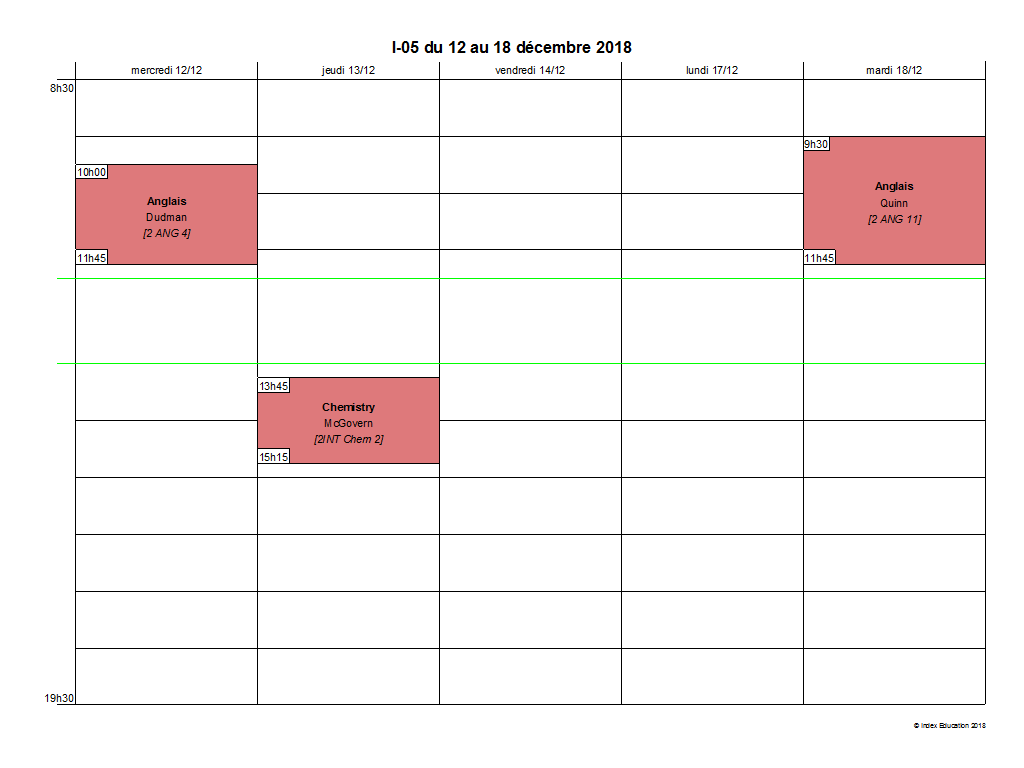 I-05 du 12 au 18 décembre 2018
mercredi 12/12
jeudi 13/12
vendredi 14/12
lundi 17/12
mardi 18/12
8h30
10h00
Anglais
Dudman
[2 ANG 4]
11h45
9h30
Anglais
Quinn
[2 ANG 11]
11h45
13h45
Chemistry
McGovern
[2INT Chem 2]
15h15
19h30
© Index Education 2018